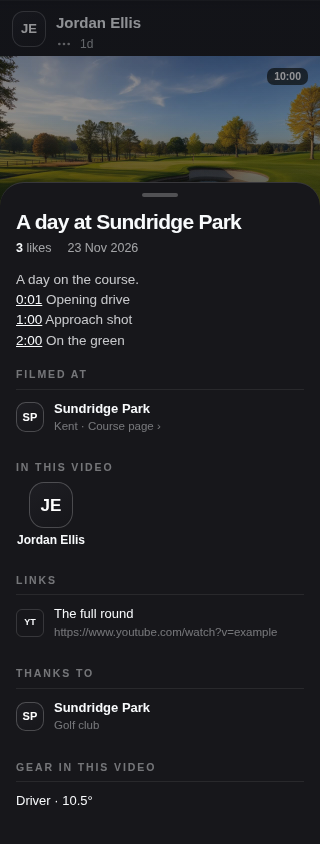 JE
Jordan Ellis
••• 1d
10:00
A day at Sundridge Park
3 likes 23 Nov 2026
A day on the course.
0:01 Opening drive
1:00 Approach shot
2:00 On the green
FILMED AT
SP
Sundridge Park
Kent · Course page ›
IN THIS VIDEO
JE
Jordan Ellis
LINKS
YT
The full round
https://www.youtube.com/watch?v=example
THANKS TO
SP
Sundridge Park
Golf club
GEAR IN THIS VIDEO
Driver · 10.5°